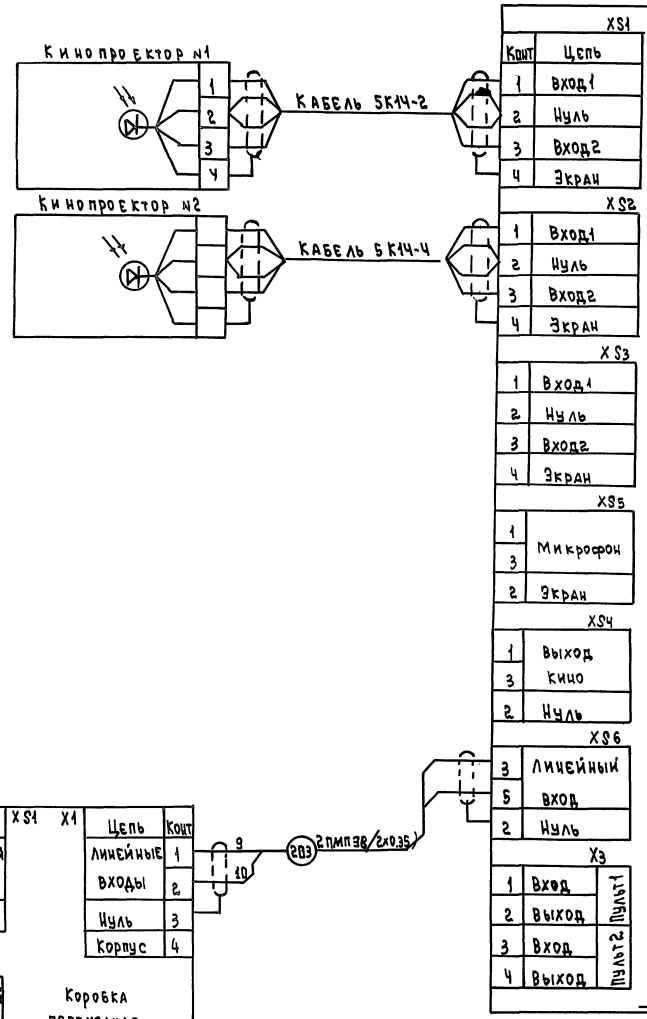 XS1
Конт Цепь
1 Вход1
2 Нуль
3 Вход2
4 Экран
Кинопроектор N1
1
2
3
4
Кабель 5К14-2
XS2
1 Вход1
2 Нуль
3 Вход2
4 Экран
Кинопроектор N2
Кабель 5К14-4
XS3
1 Вход1
2 Нуль
3 Вход2
4 Экран
XS5
1
3 Микрофон
2 Экран
XS4
1 Выход
3 кино
2 Нуль
XS6
3 Линейный
5 вход
2 Нуль
XS1 X1
Цепь Конт
Линейные 1
входы 2
Нуль 3
Корпус 4
9
10
203
2ПМПЭВ/2х0,35/
X3
1 Вход
2 Выход
Пульт1
3 Вход
4 Выход
Пульт2
Коробка